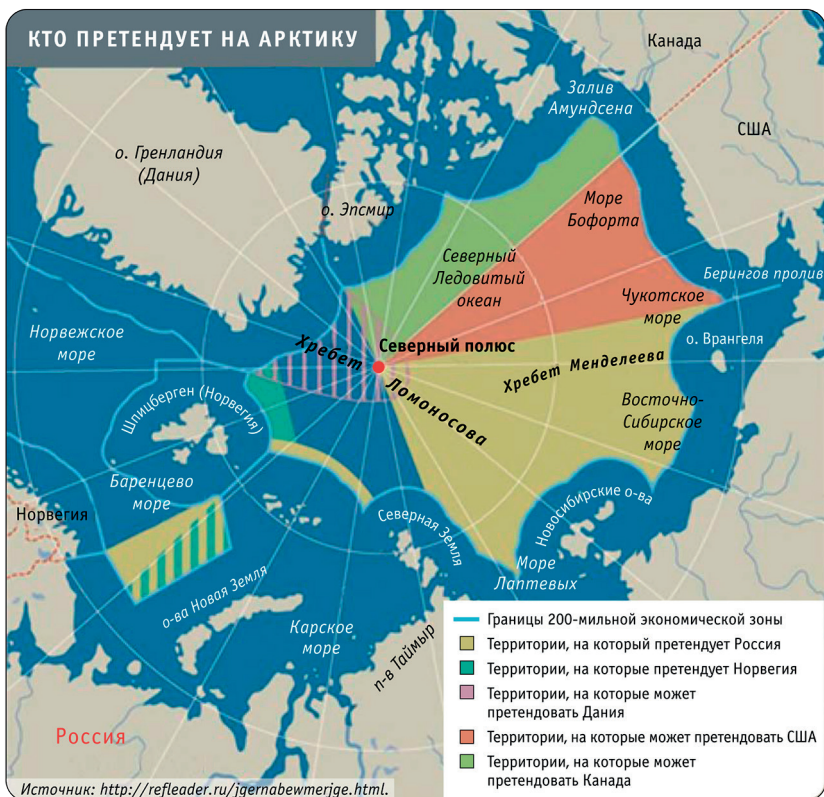 КТО ПРЕТЕНДУЕТ НА АРКТИКУ
Канада
Залив
Амундсена
США
о. Гренландия
(Дания)
о. Эпсмир
Море
Бофорта
Северный
Ледовитый
океан
Берингов пролив
Чукотское
море
Норвежское
море
Хребет
Северный полюс
о. Врангеля
Хребет Менделеева
Ломоносова
Шпицберген (Норвегия)
Восточно-
Сибирское
море
Баренцево
море
Норвегия
Северная Земля
Новосибирские о-ва
Море
Лаптевых
о-ва Новая Земля
Карское
море
п-в Таймыр
Россия
Границы 200-мильной экономической зоны
Территории, на который претендует Россия
Территории, на которые претендует Норвегия
Территории, на которые может
претендовать Дания
Территории, на которые может претендовать США
Территории, на которые может
претендовать Канада
Источник: http://refleader.ru/jgernabewmerjge.html.